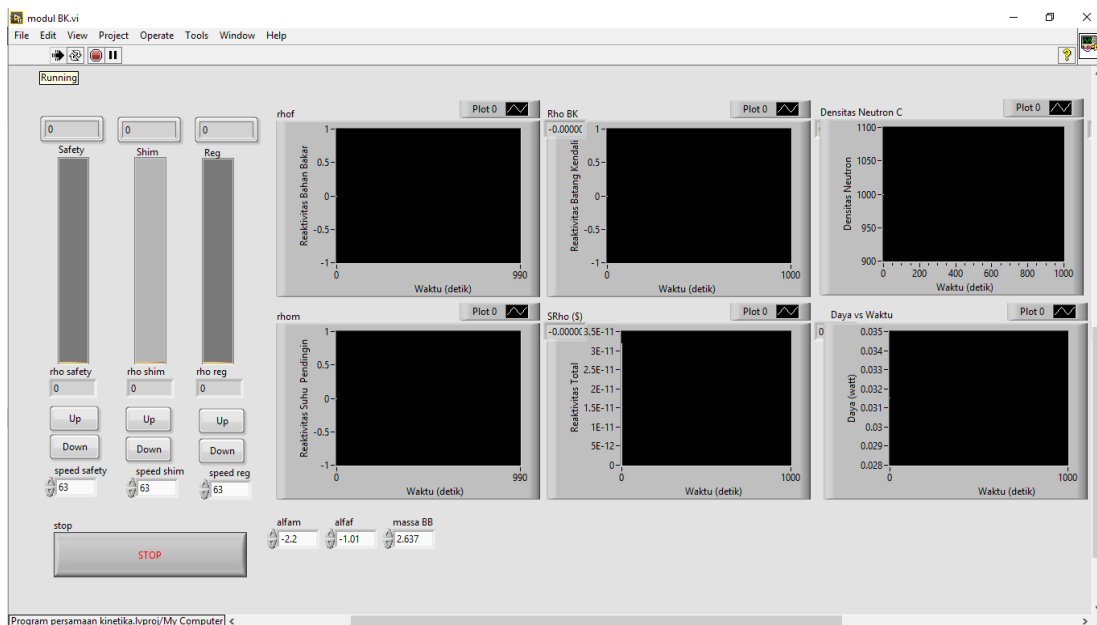 modul BK.vi
File Edit View Project Operate Tools Window Help
Running
0 0 0
Safety Shim Reg
rho safety rho shim rho reg
0 0 0
Up Up Up
Down Down Down
speed safety speed shim speed reg
63 63 63
stop
STOP
rhof
Plot 0
Reaktivitas Bahan Bakar
1
0.5
0
-0.5
-1
0 990
Waktu (detik)
Rho BK
Plot 0
-0.0000
Reaktivitas Batang Kendali
1
0.5
0
-0.5
-1
0 1000
Waktu (detik)
Densitas Neutron C
Plot 0
Densitas Neutron
1100
1050
1000
950
900
0 200 400 600 800 1000
Waktu (detik)
rhom
Plot 0
Reaktivitas Suhu Pendingin
1
0.5
0
-0.5
-1
0 990
Waktu (detik)
SRho ($)
Plot 0
-0.0000
Reaktivitas Total
3.5E-11
3E-11
2.5E-11
2E-11
1.5E-11
1E-11
5E-12
0
0 1000
Waktu (detik)
Daya vs Waktu
Plot 0
0
Daya (watt)
0.035
0.034
0.033
0.032
0.031
0.03
0.029
0.028
0 1000
Waktu (detik)
alfam alfaf massa BB
-2.2 -1.01 2.637
Program persamaan kinetika.lvproj/My Computer